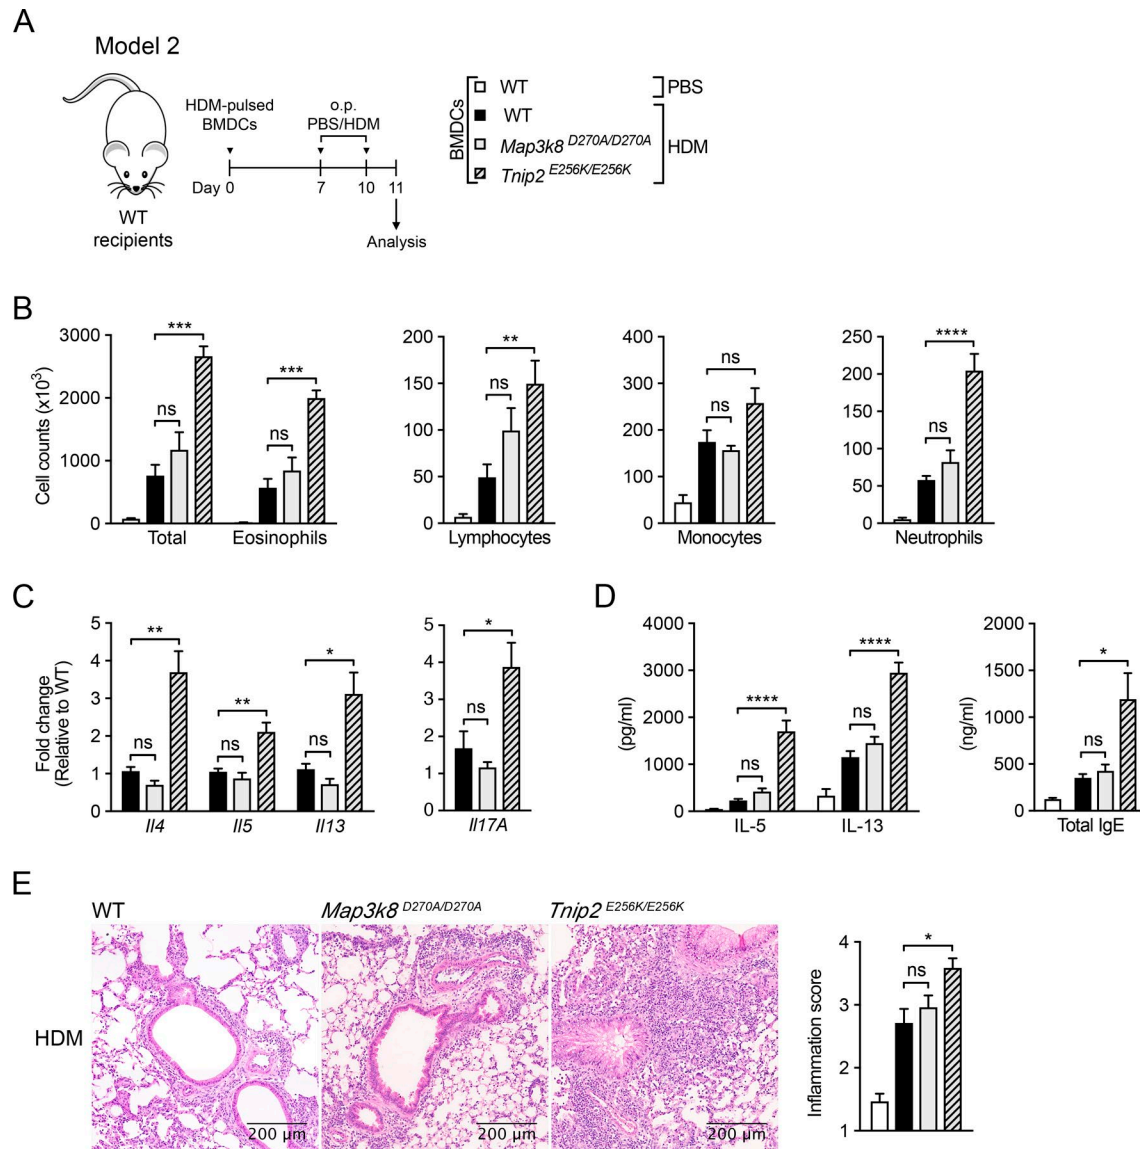 A
Model 2
HDM-pulsed
BMDCs
o.p.
PBS/HDM
Day 0 7 10 11
Analysis
WT
recipients
BMDCs
WT
WT
Map3k8 D270A/D270A
Tnip2 E256K/E256K
PBS
HDM
B
Cell counts (x10³)
3000
2000
1000
0
***
ns
***
ns
Total Eosinophils
200
150
100
50
0
**
ns
Lymphocytes
400
300
200
100
0
ns
ns
Monocytes
250
200
150
100
50
0
****
ns
Neutrophils
C
Fold change
(Relative to WT)
5
4
3
2
1
0
**
ns
**
ns
*
ns
Il4 Il5 Il13
5
4
3
2
1
0
*
ns
Il17A
D
(pg/ml)
4000
3000
2000
1000
0
****
ns
****
ns
IL-5 IL-13
(ng/ml)
2000
1500
1000
500
0
*
ns
Total IgE
E
WT Map3k8 D270A/D270A Tnip2 E256K/E256K
HDM
200 µm 200 µm 200 µm
Inflammation score
4
3
2
1
*
ns